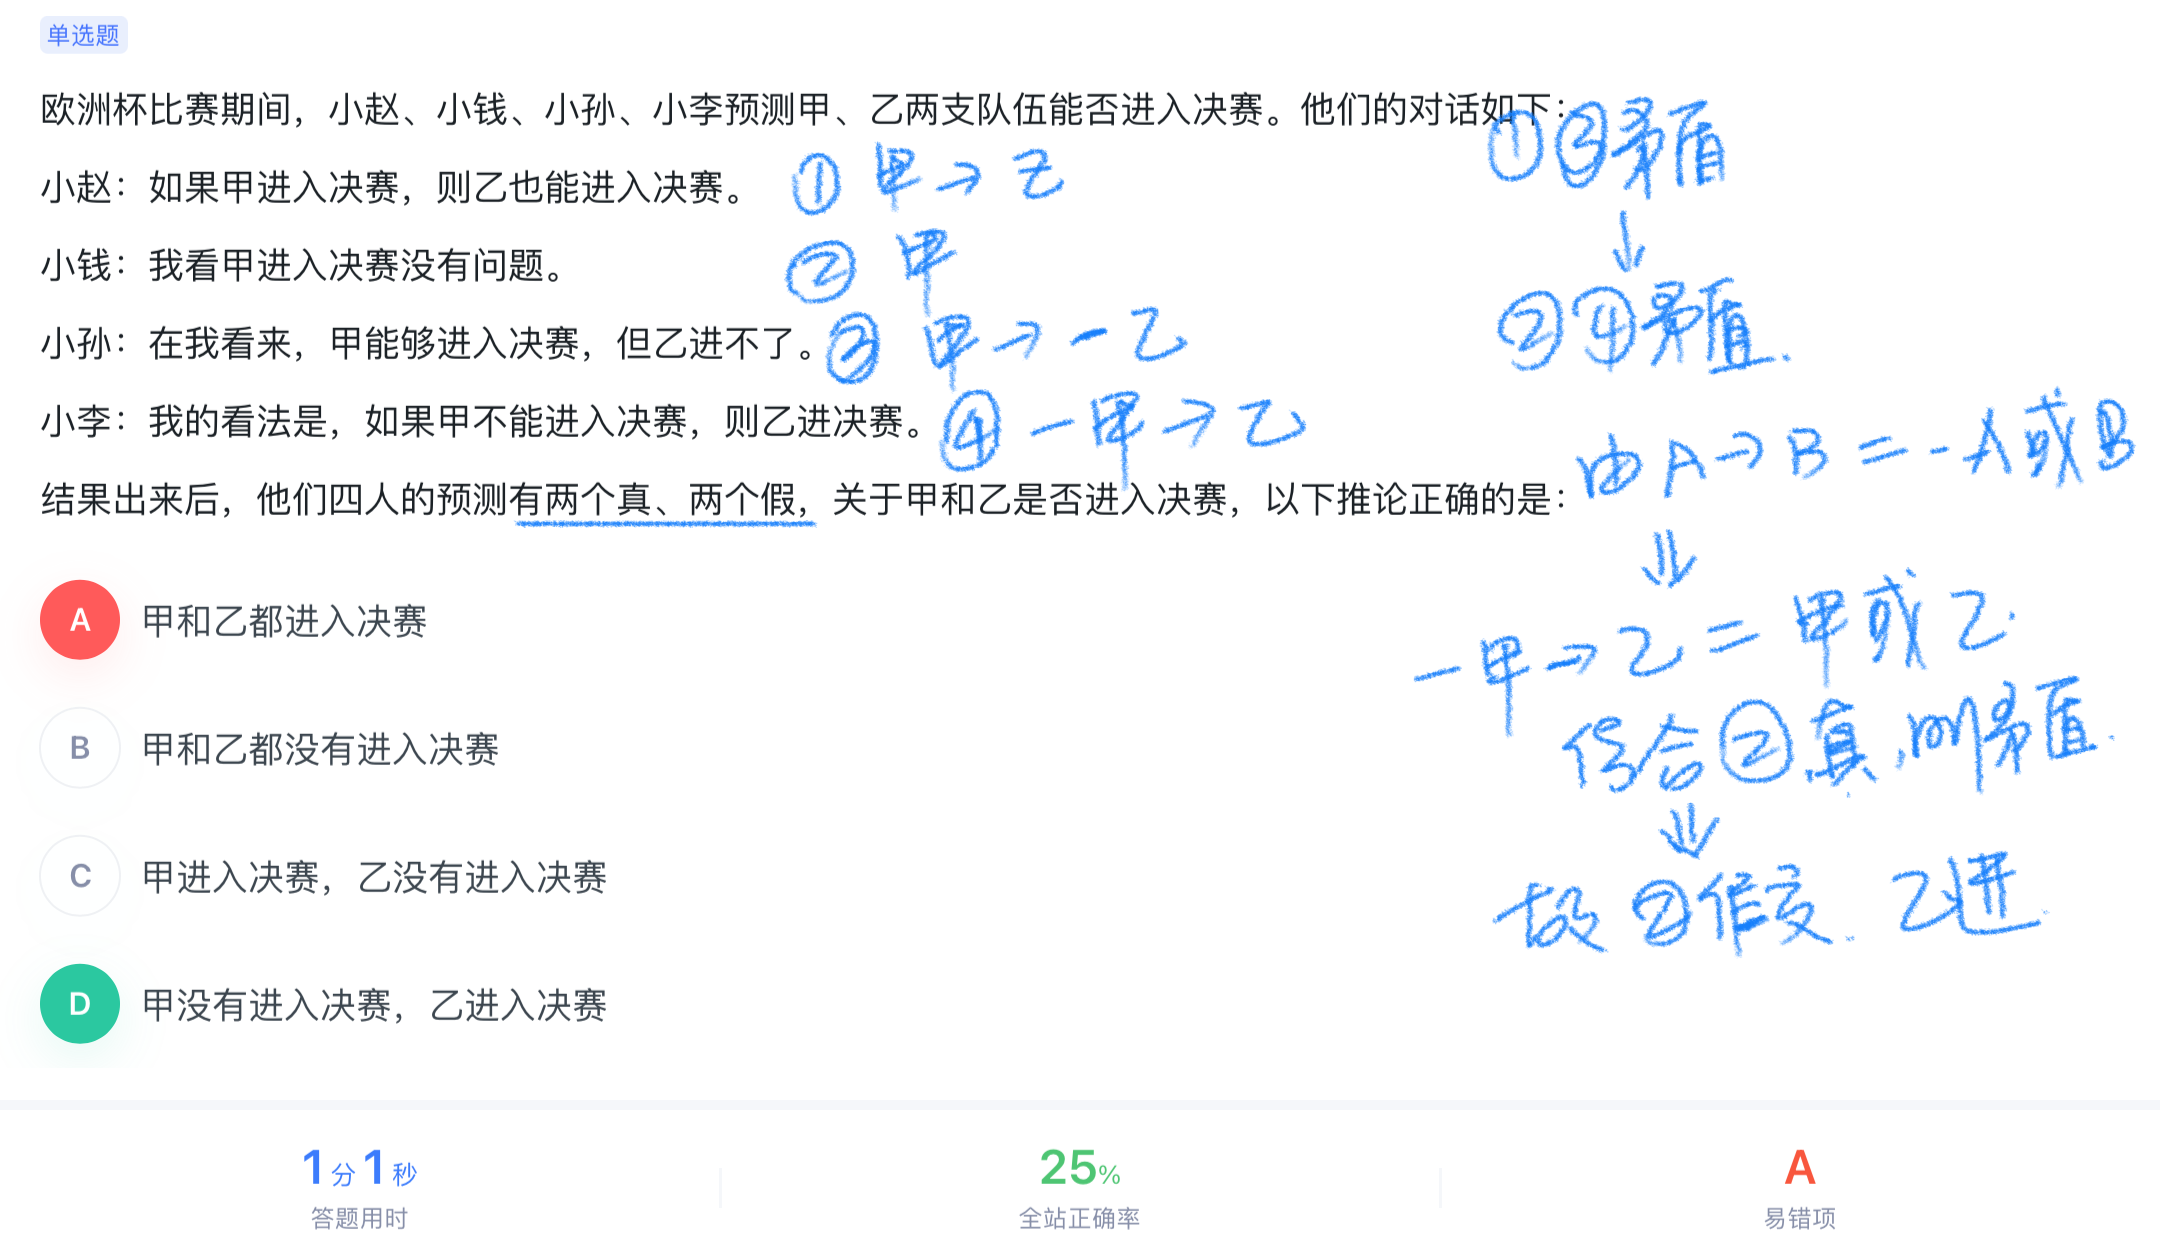 单选题
欧洲杯比赛期间，小赵、小钱、小孙、小李预测甲、乙两支队伍能否进入决赛。他们的对话如下：
①③矛盾
小赵：如果甲进入决赛，则乙也能进入决赛。 ① 甲→乙
↓
小钱：我看甲进入决赛没有问题。 ② 甲
②④矛盾.
小孙：在我看来，甲能够进入决赛，但乙进不了。 ③ 甲→-乙
小李：我的看法是，如果甲不能进入决赛，则乙进决赛。 ④ -甲→乙
由A→B=-A或B
结果出来后，他们四人的预测有两个真、两个假，关于甲和乙是否进入决赛，以下推论正确的是：
⇓
A 甲和乙都进入决赛
-甲→乙=甲或乙.
B 甲和乙都没有进入决赛
结合②真,则矛盾.
⇓
C 甲进入决赛，乙没有进入决赛
故②假. 乙进.
D 甲没有进入决赛，乙进入决赛
1分1秒
答题用时
25%
全站正确率
A
易错项